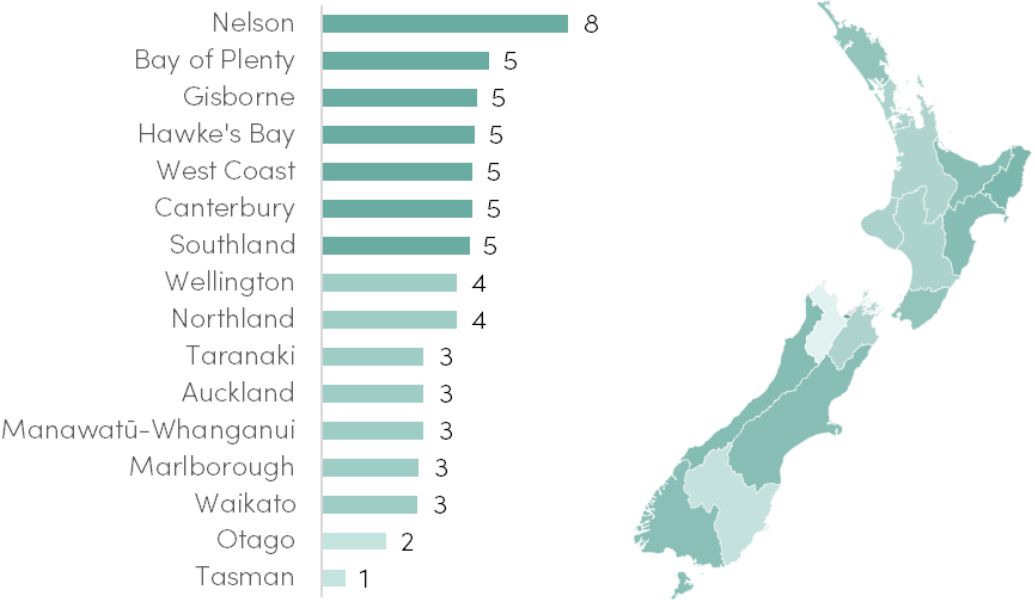 Nelson 8
Bay of Plenty 5
Gisborne 5
Hawke's Bay 5
West Coast 5
Canterbury 5
Southland 5
Wellington 4
Northland 4
Taranaki 3
Auckland 3
Manawatū-Whanganui 3
Marlborough 3
Waikato 3
Otago 2
Tasman 1